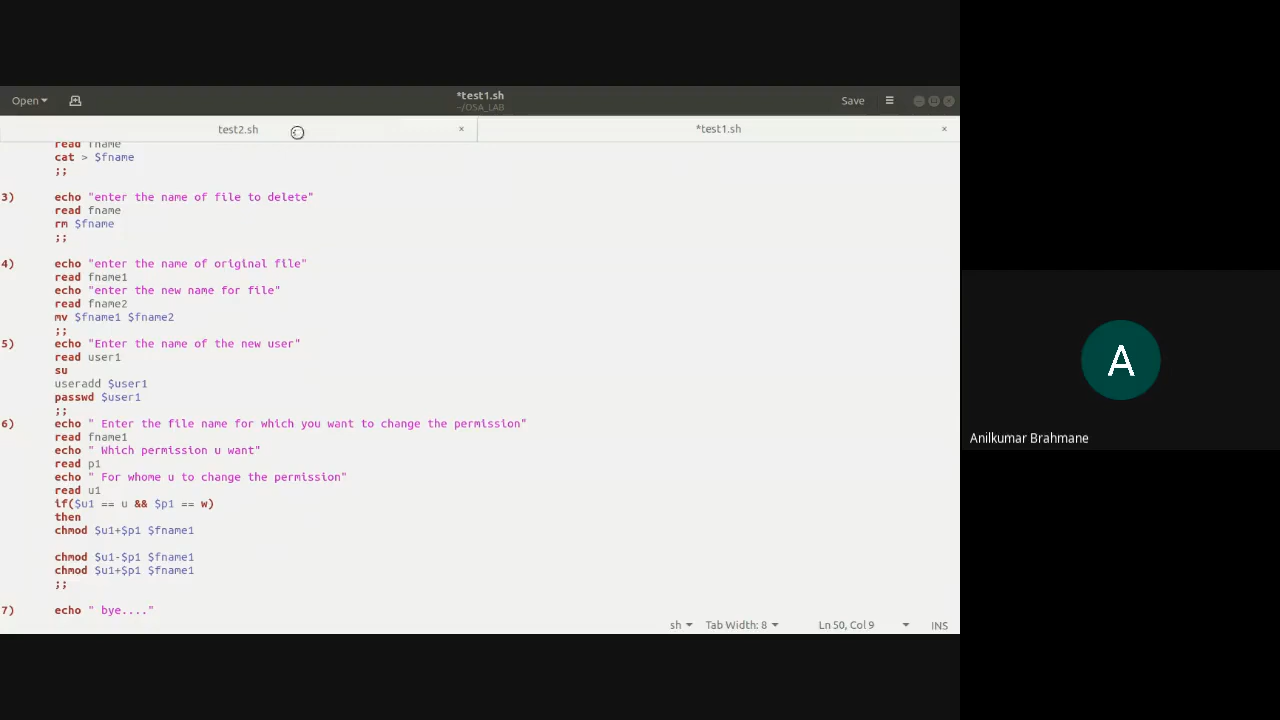 Open
*test1.sh
~/OSA_LAB
Save
test2.sh
*test1.sh
read fname
cat > $fname
;;
3) echo "enter the name of file to delete"
read fname
rm $fname
;;
4) echo "enter the name of original file"
read fname1
echo "enter the new name for file"
read fname2
mv $fname1 $fname2
;;
5) echo "Enter the name of the new user"
read user1
su
useradd $user1
passwd $user1
;;
6) echo " Enter the file name for which you want to change the permission"
read fname1
echo " Which permission u want"
read p1
echo " For whome u to change the permission"
read u1
if($u1 == u && $p1 == w)
then
chmod $u1+$p1 $fname1
chmod $u1-$p1 $fname1
chmod $u1+$p1 $fname1
;;
7) echo " bye...."
sh Tab Width: 8 Ln 50, Col 9 INS
A
Anilkumar Brahmane